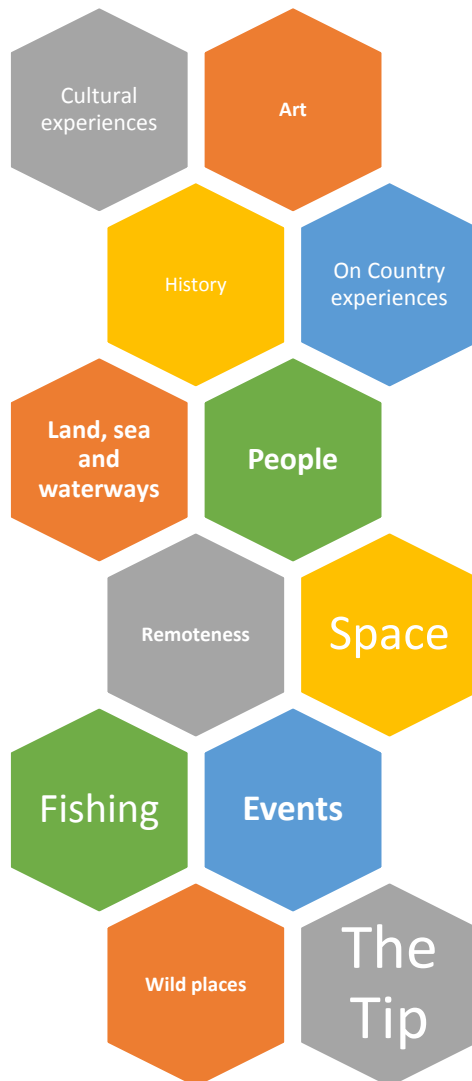 Cultural
experiences
Art
History
On Country
experiences
Land, sea
and
waterways
People
Remoteness
Space
Fishing
Events
Wild places
The
Tip